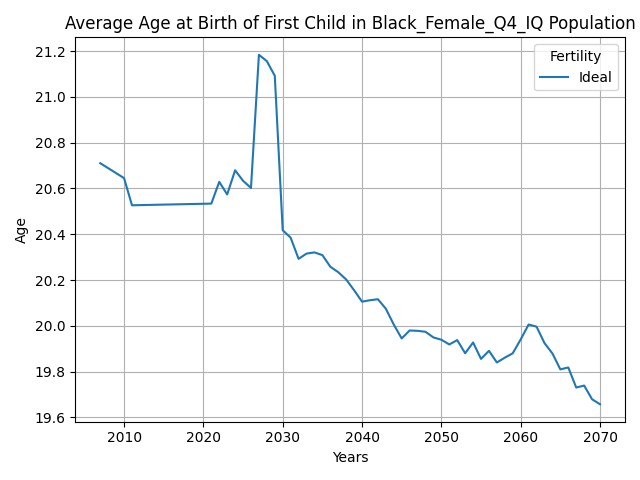 Average Age at Birth of First Child in Black_Female_Q4_IQ Population
Fertility
Ideal
21.2
21.0
20.8
20.6
20.4
20.2
20.0
19.8
19.6
Age
2010 2020 2030 2040 2050 2060 2070
Years